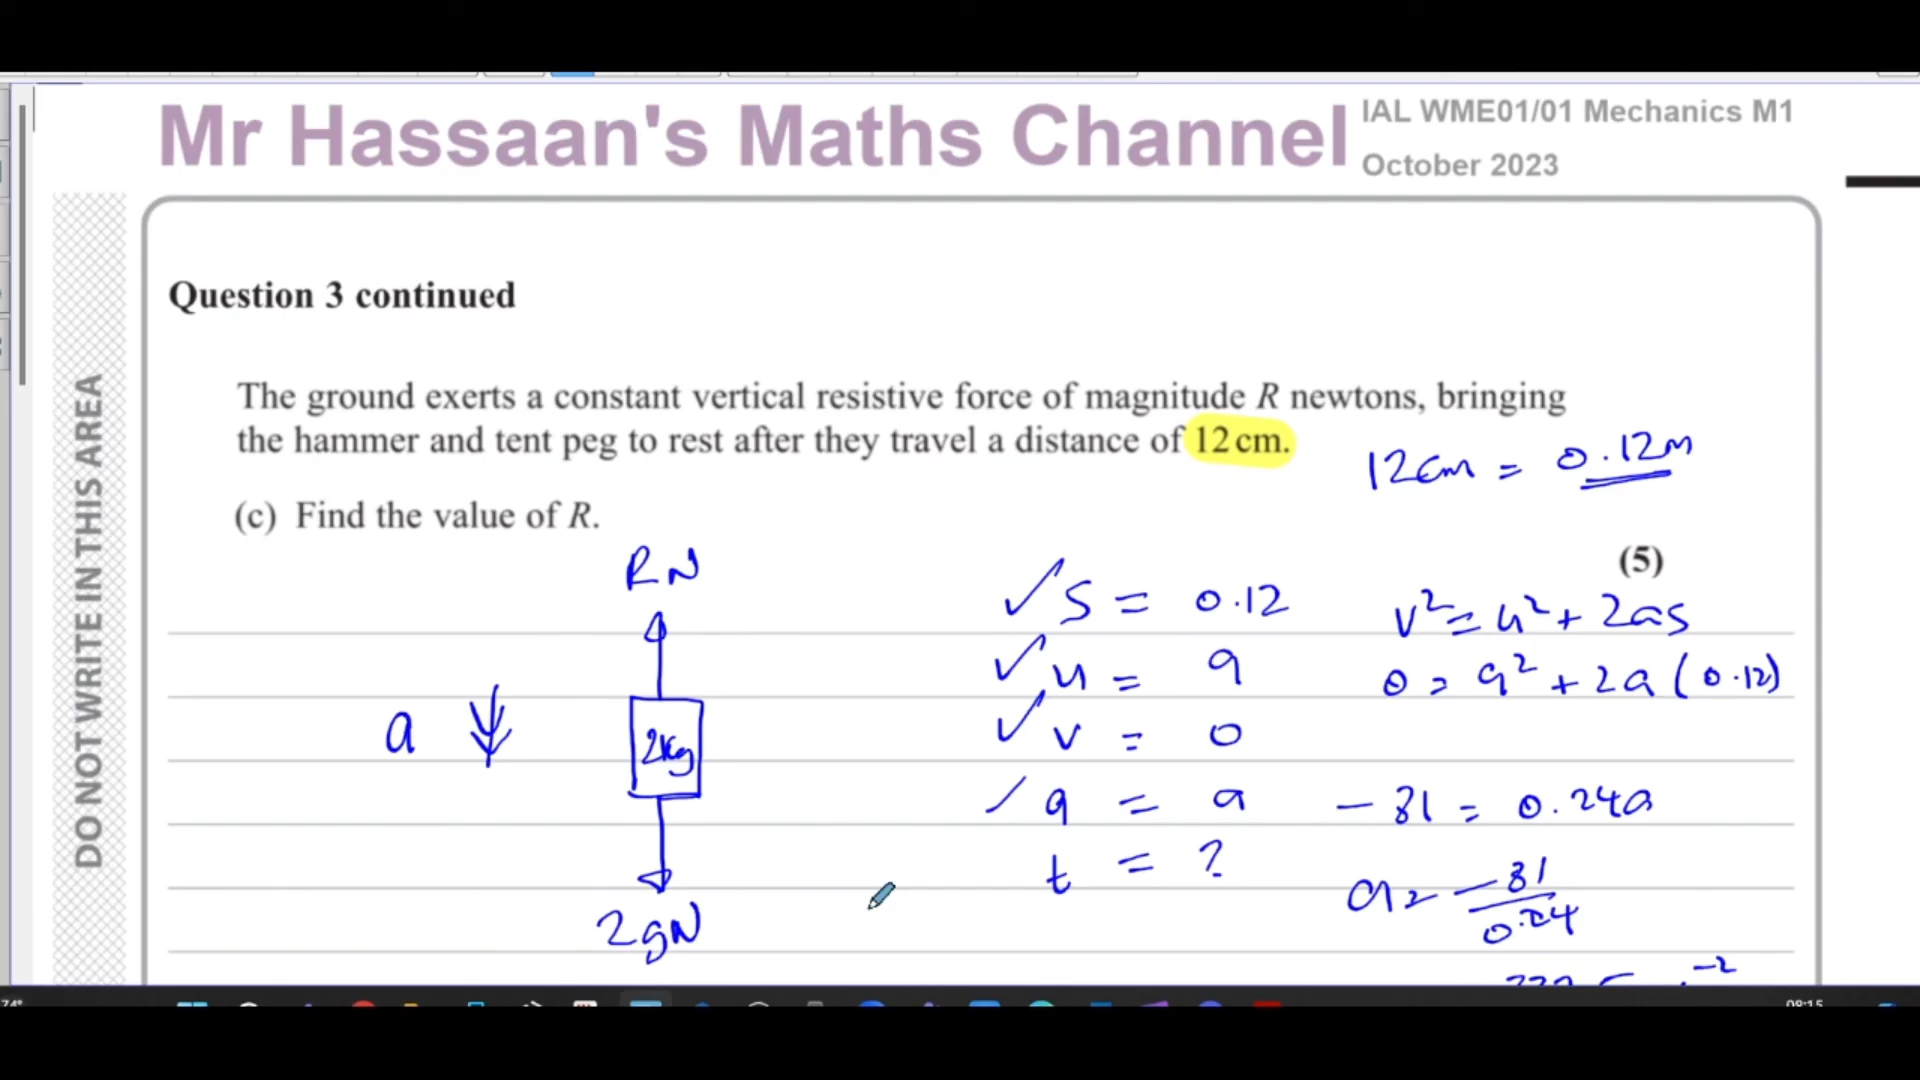 Mr Hassaan's Maths Channel
IAL WME01/01 Mechanics M1
October 2023
DO NOT WRITE IN THIS AREA
Question 3 continued
The ground exerts a constant vertical resistive force of magnitude R newtons, bringing
the hammer and tent peg to rest after they travel a distance of 12 cm.
12cm = 0.12m
(c) Find the value of R.
(5)
RN
a
2kg
2gN
s = 0.12
u = 9
v = 0
a = a
t = ?
v² = u² + 2as
0 = 9² + 2a(0.12)
-81 = 0.24a
a = -81/0.24
08:15